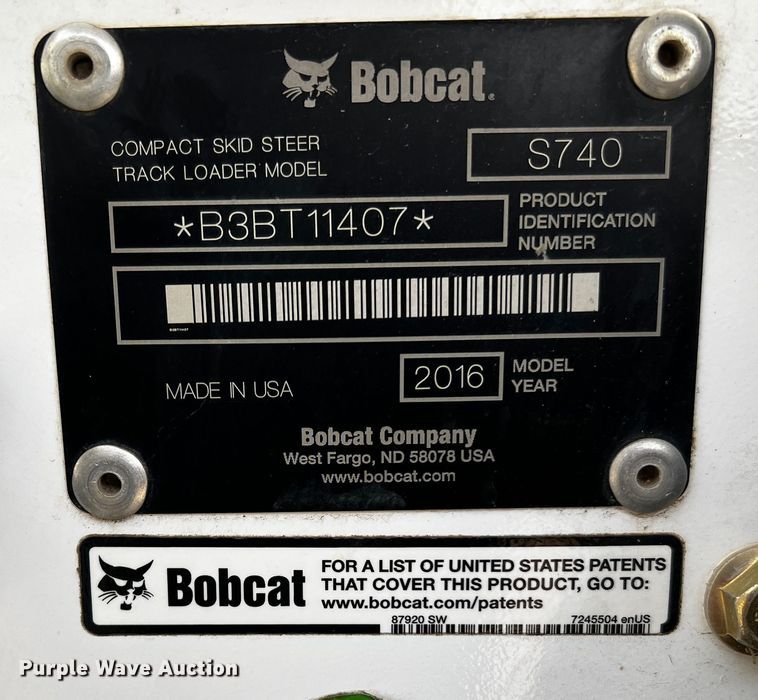 Bobcat.
COMPACT SKID STEER
TRACK LOADER MODEL
S740
*B3BT11407*
PRODUCT
IDENTIFICATION
NUMBER
B3BT11407
MADE IN USA
2016
MODEL
YEAR
Bobcat Company
West Fargo, ND 58078 USA
www.bobcat.com
Bobcat
FOR A LIST OF UNITED STATES PATENTS
THAT COVER THIS PRODUCT, GO TO:
www.bobcat.com/patents
87920 SW 7245504 enUS
Purple Wave Auction